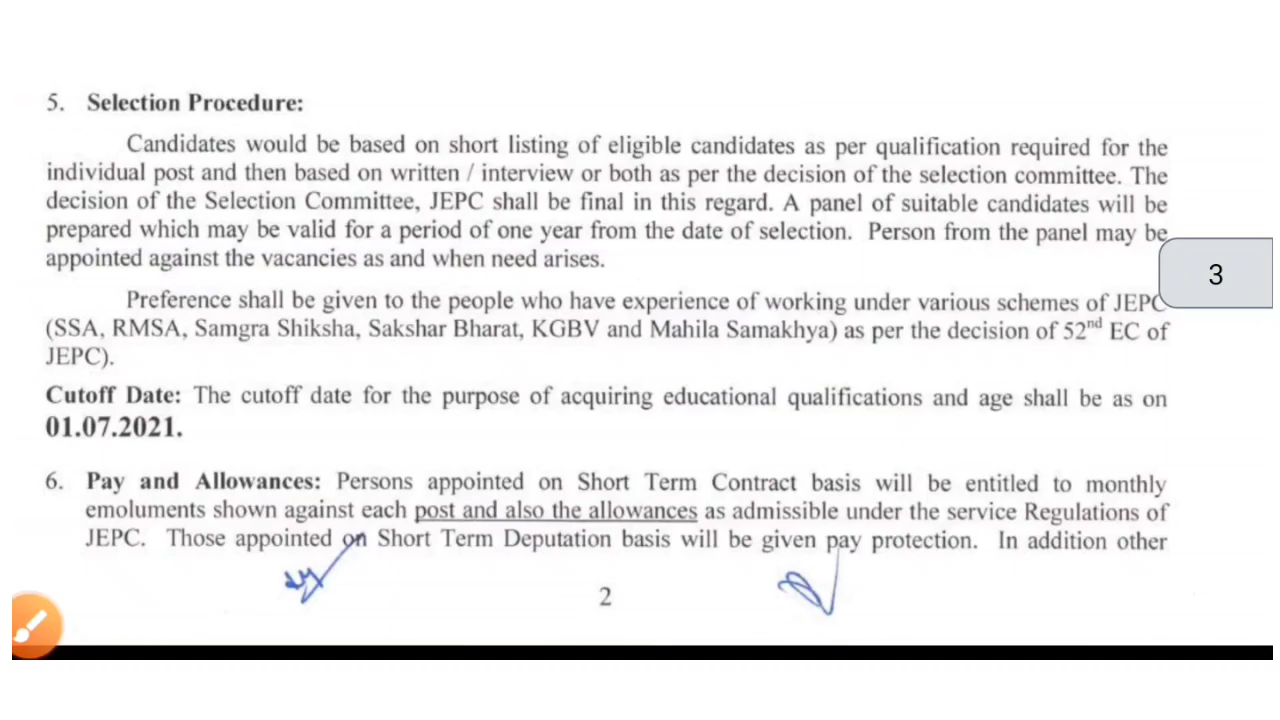 5. Selection Procedure:
Candidates would be based on short listing of eligible candidates as per qualification required for the
individual post and then based on written / interview or both as per the decision of the selection committee. The
decision of the Selection Committee, JEPC shall be final in this regard. A panel of suitable candidates will be
prepared which may be valid for a period of one year from the date of selection. Person from the panel may be
appointed against the vacancies as and when need arises.
3
Preference shall be given to the people who have experience of working under various schemes of JEPC
(SSA, RMSA, Samgra Shiksha, Sakshar Bharat, KGBV and Mahila Samakhya) as per the decision of 52nd EC of
JEPC).
Cutoff Date: The cutoff date for the purpose of acquiring educational qualifications and age shall be as on
01.07.2021.
6. Pay and Allowances: Persons appointed on Short Term Contract basis will be entitled to monthly
emoluments shown against each post and also the allowances as admissible under the service Regulations of
JEPC. Those appointed on Short Term Deputation basis will be given pay protection. In addition other
2